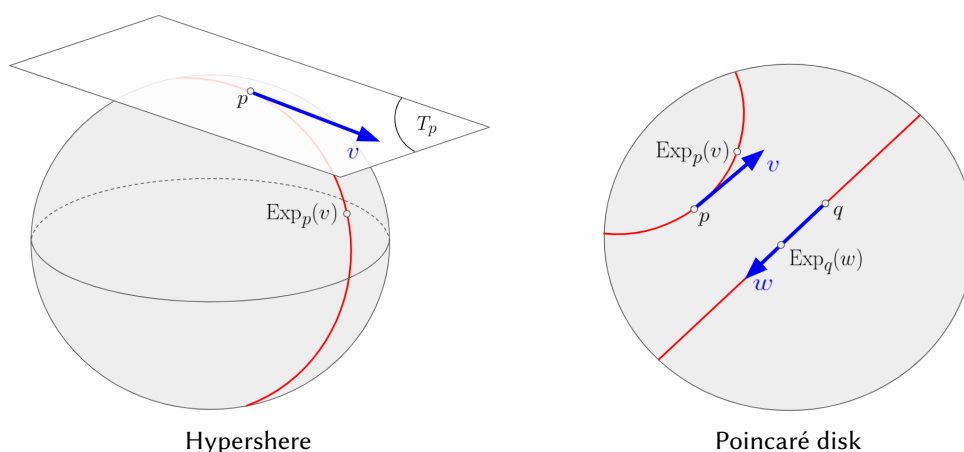 p
T_p
v
Exp_p(v)
Hypershere
Exp_p(v)
v
p
q
Exp_q(w)
w
Poincaré disk